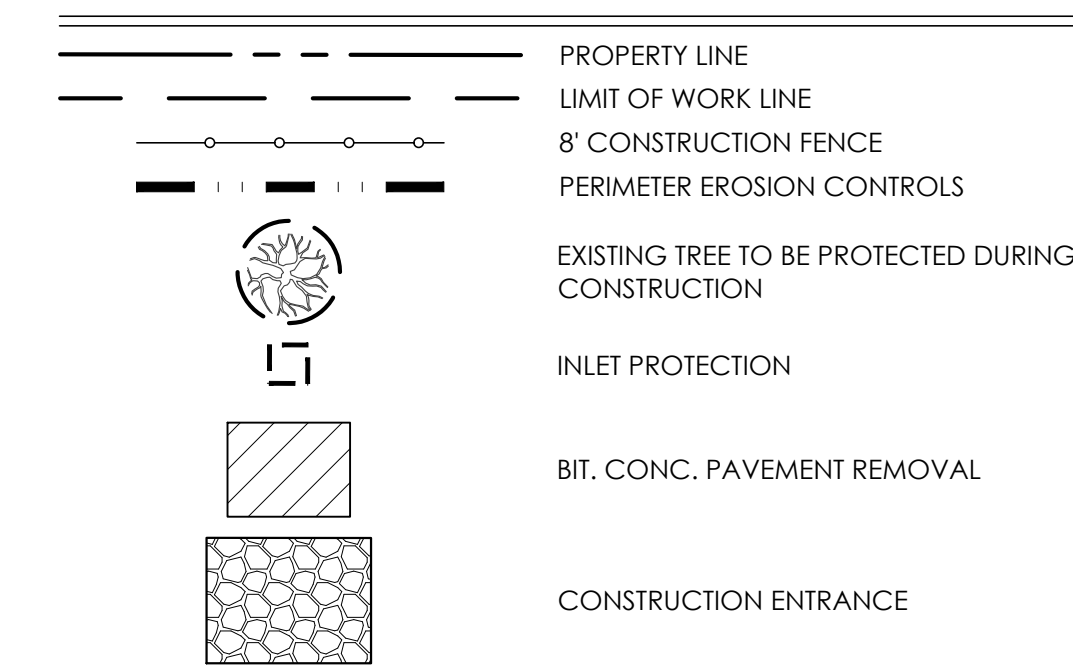 PROPERTY LINE
LIMIT OF WORK LINE
8' CONSTRUCTION FENCE
PERIMETER EROSION CONTROLS
EXISTING TREE TO BE PROTECTED DURING
CONSTRUCTION
INLET PROTECTION
BIT. CONC. PAVEMENT REMOVAL
CONSTRUCTION ENTRANCE